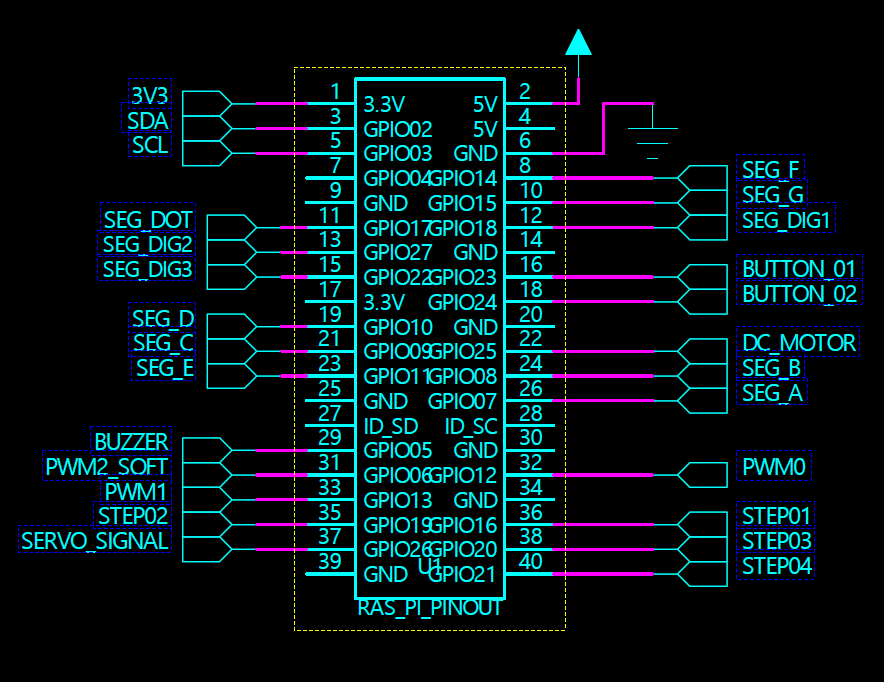 1 2
3V3 3.3V 5V
3 4
SDA GPIO02 5V
5 6
SCL GPIO03 GND
7 8
GPIO04 GPIO14 SEG_F
9 10
GND GPIO15 SEG_G
11 12
SEG_DOT GPIO17 GPIO18 SEG_DIG1
13 14
SEG_DIG2 GPIO27 GND
15 16
SEG_DIG3 GPIO22 GPIO23 BUTTON_01
17 18
3.3V GPIO24 BUTTON_02
19 20
SEG_D GPIO10 GND
21 22
SEG_C GPIO09 GPIO25 DC_MOTOR
23 24
SEG_E GPIO11 GPIO08 SEG_B
25 26
GND GPIO07 SEG_A
27 28
ID_SD ID_SC
29 30
BUZZER GPIO05 GND
31 32
PWM2_SOFT GPIO06 GPIO12 PWM0
33 34
PWM1 GPIO13 GND
35 36
STEP02 GPIO19 GPIO16 STEP01
37 38
SERVO_SIGNAL GPIO26 GPIO20 STEP03
39 40
U1
GND GPIO21 STEP04
RAS_PI_PINOUT